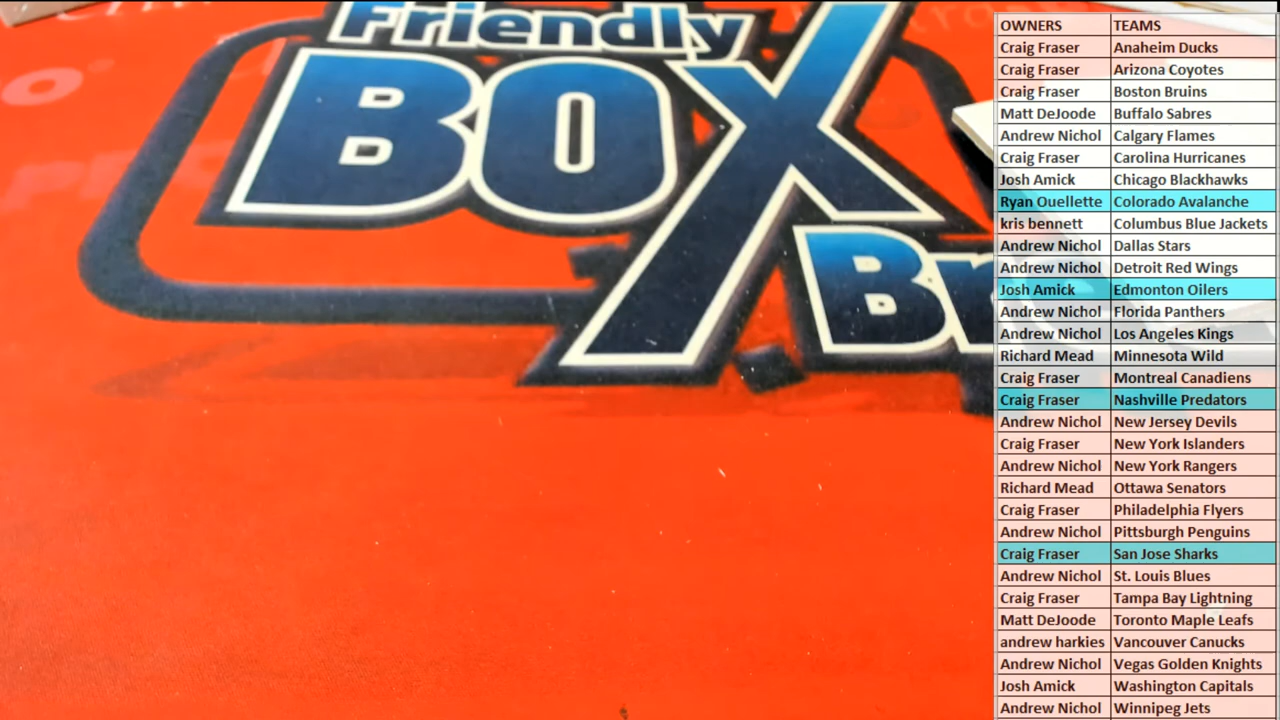 Friendly
BOX
OWNERS TEAMS
Craig Fraser Anaheim Ducks
Craig Fraser Arizona Coyotes
Craig Fraser Boston Bruins
Matt DeJoode Buffalo Sabres
Andrew Nichol Calgary Flames
Craig Fraser Carolina Hurricanes
Josh Amick Chicago Blackhawks
Ryan Ouellette Colorado Avalanche
kris bennett Columbus Blue Jackets
Andrew Nichol Dallas Stars
Andrew Nichol Detroit Red Wings
Josh Amick Edmonton Oilers
Andrew Nichol Florida Panthers
Andrew Nichol Los Angeles Kings
Richard Mead Minnesota Wild
Craig Fraser Montreal Canadiens
Craig Fraser Nashville Predators
Andrew Nichol New Jersey Devils
Craig Fraser New York Islanders
Andrew Nichol New York Rangers
Richard Mead Ottawa Senators
Craig Fraser Philadelphia Flyers
Andrew Nichol Pittsburgh Penguins
Craig Fraser San Jose Sharks
Andrew Nichol St. Louis Blues
Craig Fraser Tampa Bay Lightning
Matt DeJoode Toronto Maple Leafs
andrew harkies Vancouver Canucks
Andrew Nichol Vegas Golden Knights
Josh Amick Washington Capitals
Andrew Nichol Winnipeg Jets